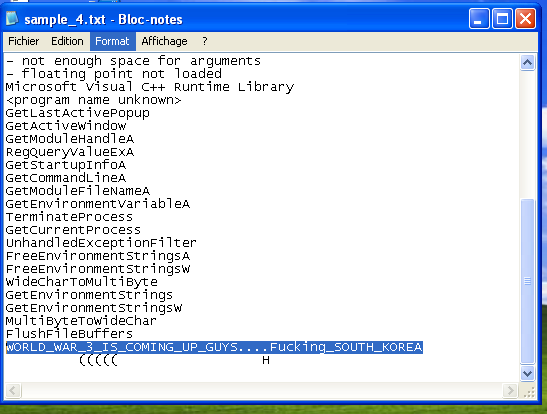 sample_4.txt - Bloc-notes
Fichier Edition Format Affichage ?
- not enough space for arguments
- floating point not loaded
Microsoft Visual C++ Runtime Library
<program name unknown>
GetLastActivePopup
GetActiveWindow
GetModuleHandleA
RegQueryValueExA
GetStartupInfoA
GetCommandLineA
GetModuleFileNameA
GetEnvironmentVariableA
TerminateProcess
GetCurrentProcess
UnhandledExceptionFilter
FreeEnvironmentStringsA
FreeEnvironmentStringsW
WideCharToMultiByte
GetEnvironmentStrings
GetEnvironmentStringsW
MultiByteToWideChar
FlushFileBuffers
wORLD_WAR_3_IS_COMING_UP_GUYS....Fucking_SOUTH_KOREA
((((( H